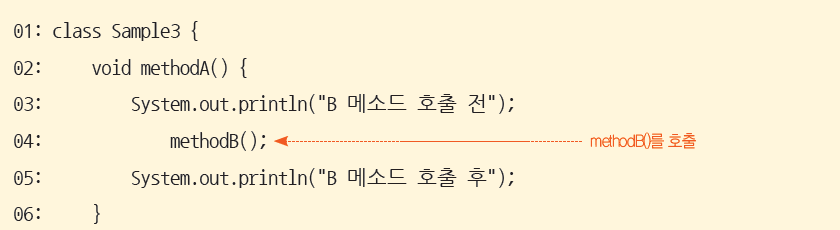 01: class Sample3 {
02:     void methodA() {
03:         System.out.println("B 메소드 호출 전");
04:             methodB(); methodB()를 호출
05:         System.out.println("B 메소드 호출 후");
06:     }